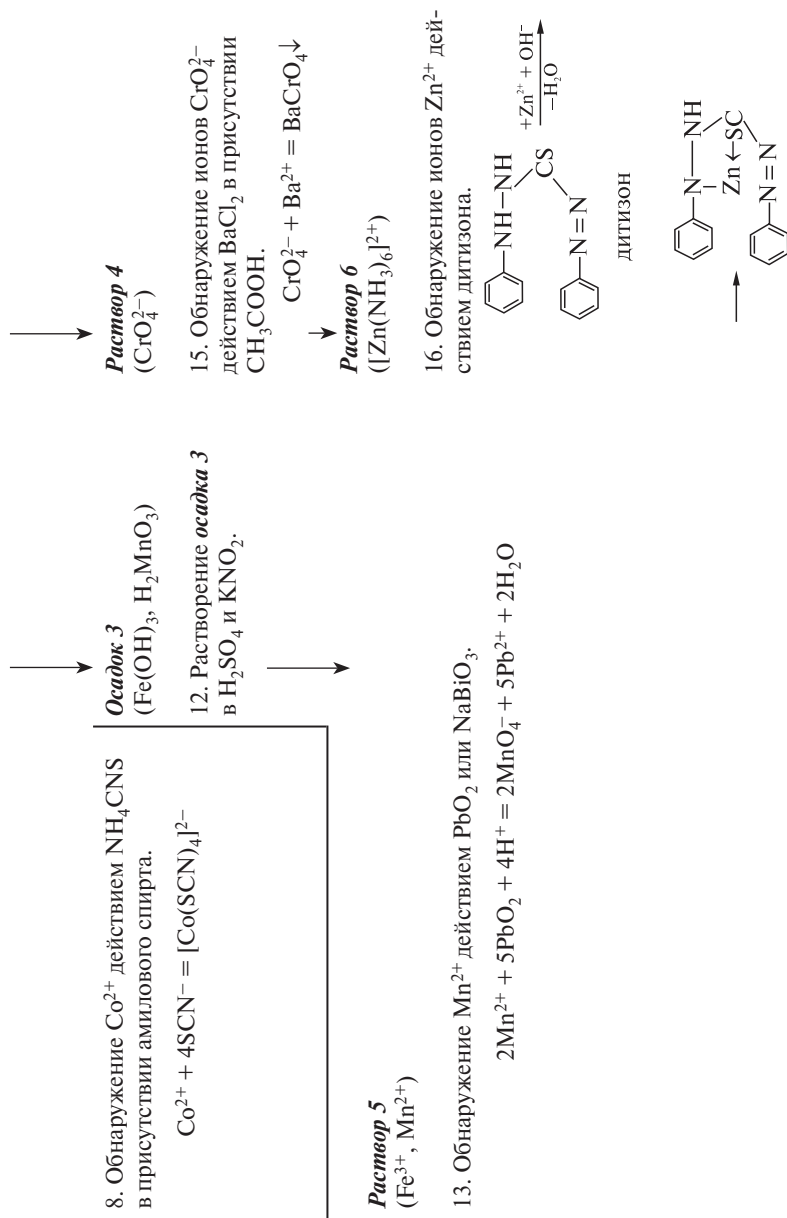 8. Обнаружение Co²⁺ действием NH₄CNS
в присутствии амилового спирта.
Co²⁺ + 4SCN⁻ = [Co(SCN)₄]²⁻
Раствор 5
(Fe³⁺, Mn²⁺)
13. Обнаружение Mn²⁺ действием PbO₂ или NaBiO₃.
2Mn²⁺ + 5PbO₂ + 4H⁺ = 2MnO₄⁻ + 5Pb²⁺ + 2H₂O
Осадок 3
(Fe(OH)₃, H₂MnO₃)
12. Растворение осадка 3
в H₂SO₄ и KNO₂.
Раствор 4
(CrO₄²⁻)
15. Обнаружение ионов CrO₄²⁻
действием BaCl₂ в присутствии
CH₃COOH.
CrO₄²⁻ + Ba²⁺ = BaCrO₄↓
Раствор 6
([Zn(NH₃)₆]²⁺)
16. Обнаружение ионов Zn²⁺ дей-
ствием дитизона.
NH–NH
CS
N=N
+Zn²⁺ + OH⁻
−H₂O
дитизон
N–NH
Zn←SC
N=N